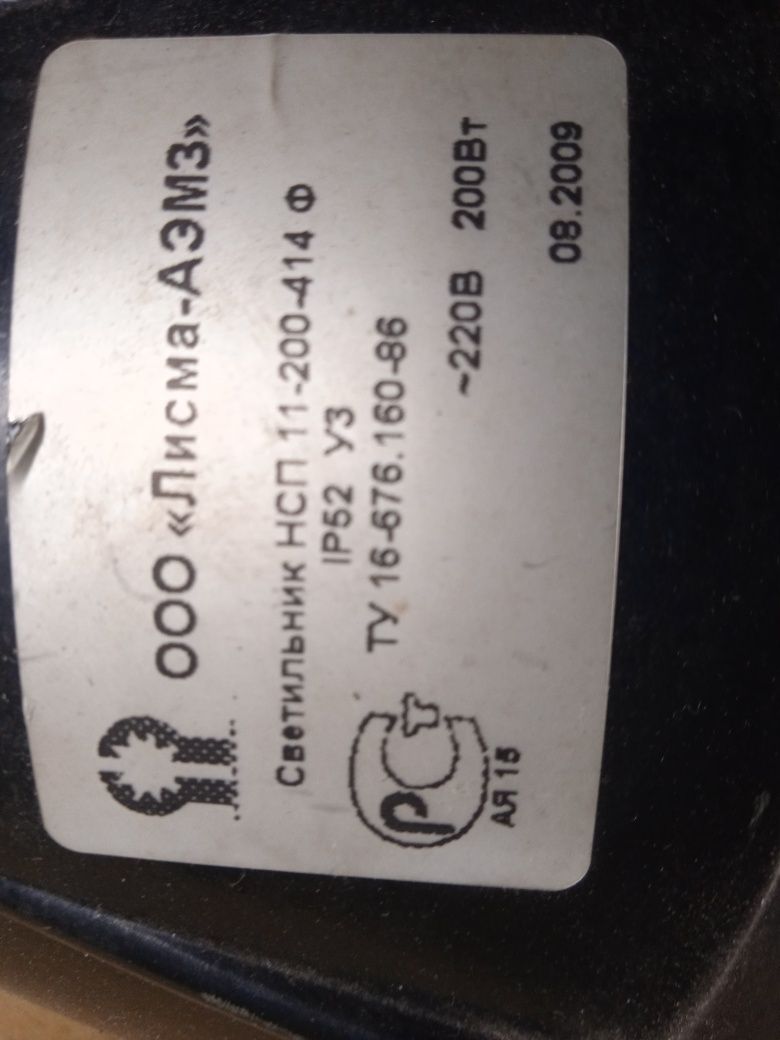 ООО «Лисма-АЭМЗ»
Светильник НСП 11-200-414 Ф
IP52 У3
ТУ 16-676.160-86
~220В 200Вт
РСт
АЯ 15
08.2009